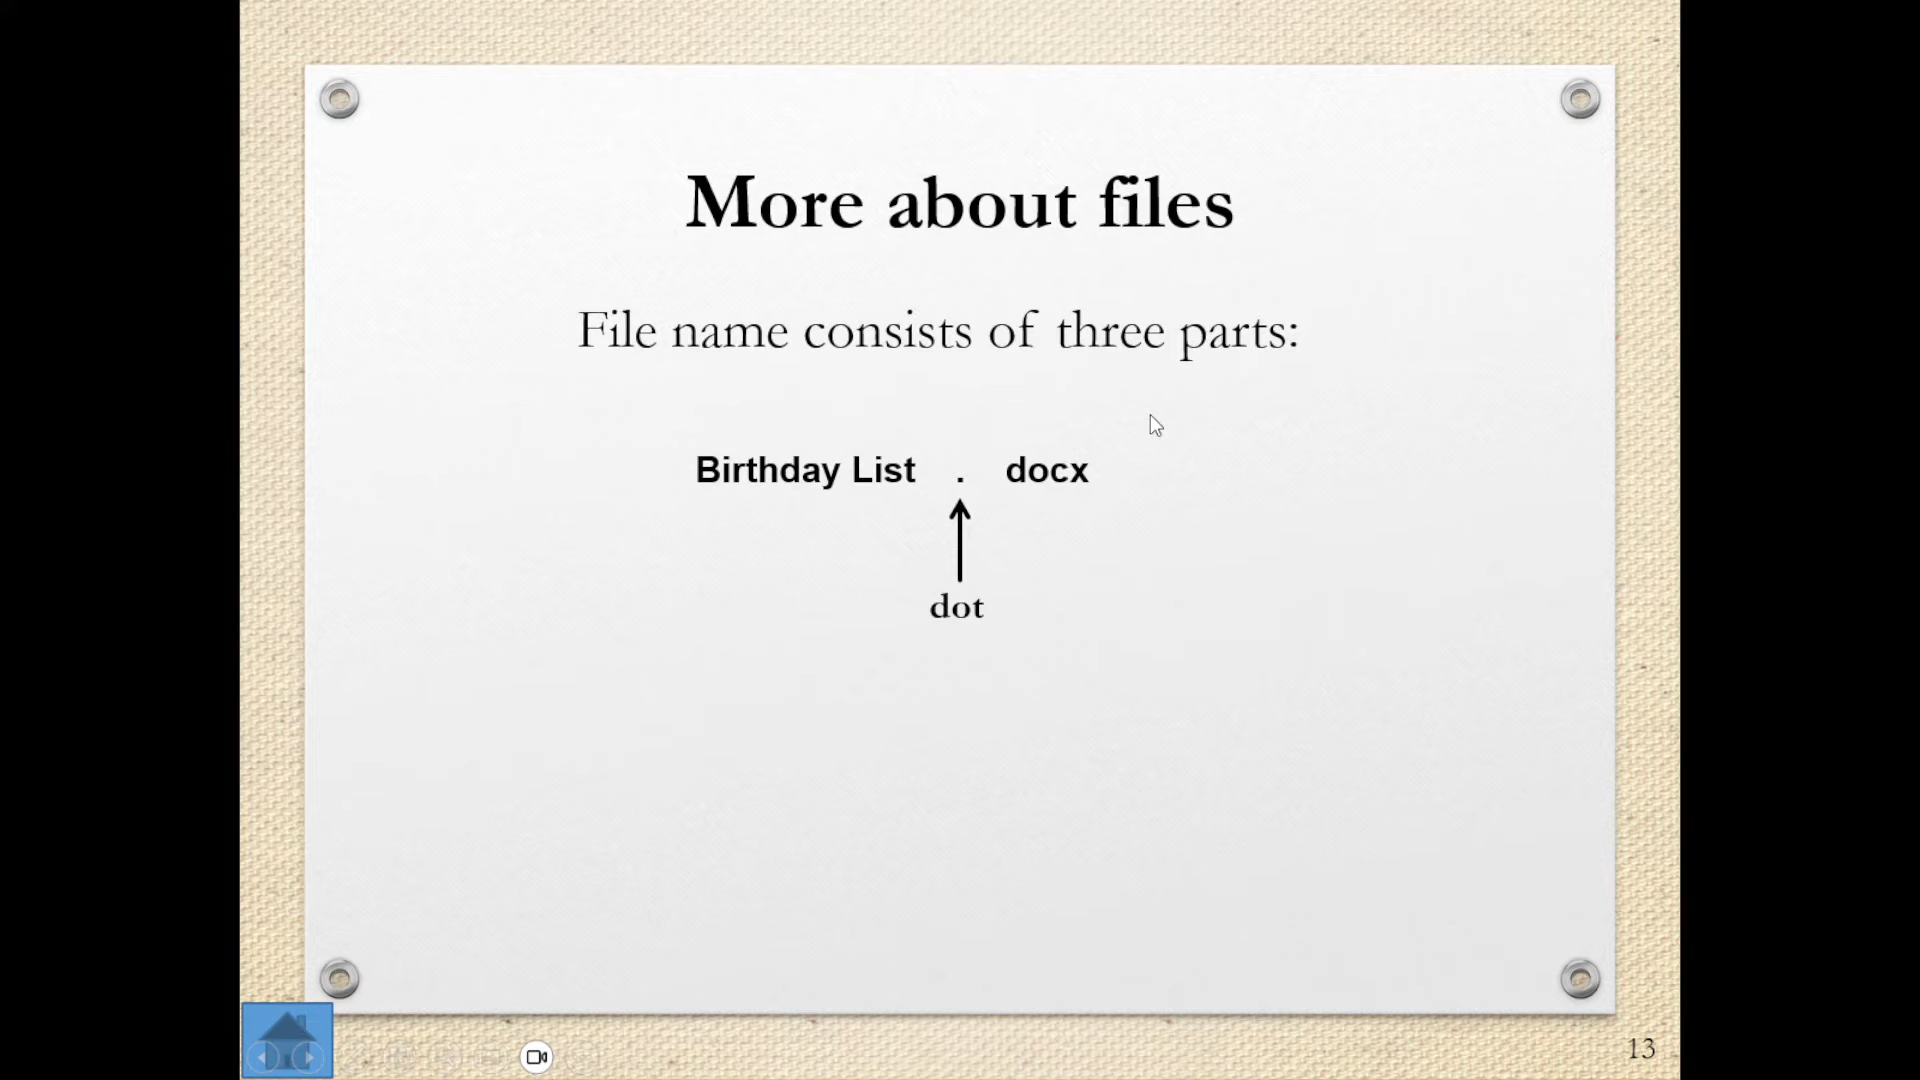 More about files
File name consists of three parts:
Birthday List . docx
dot
13